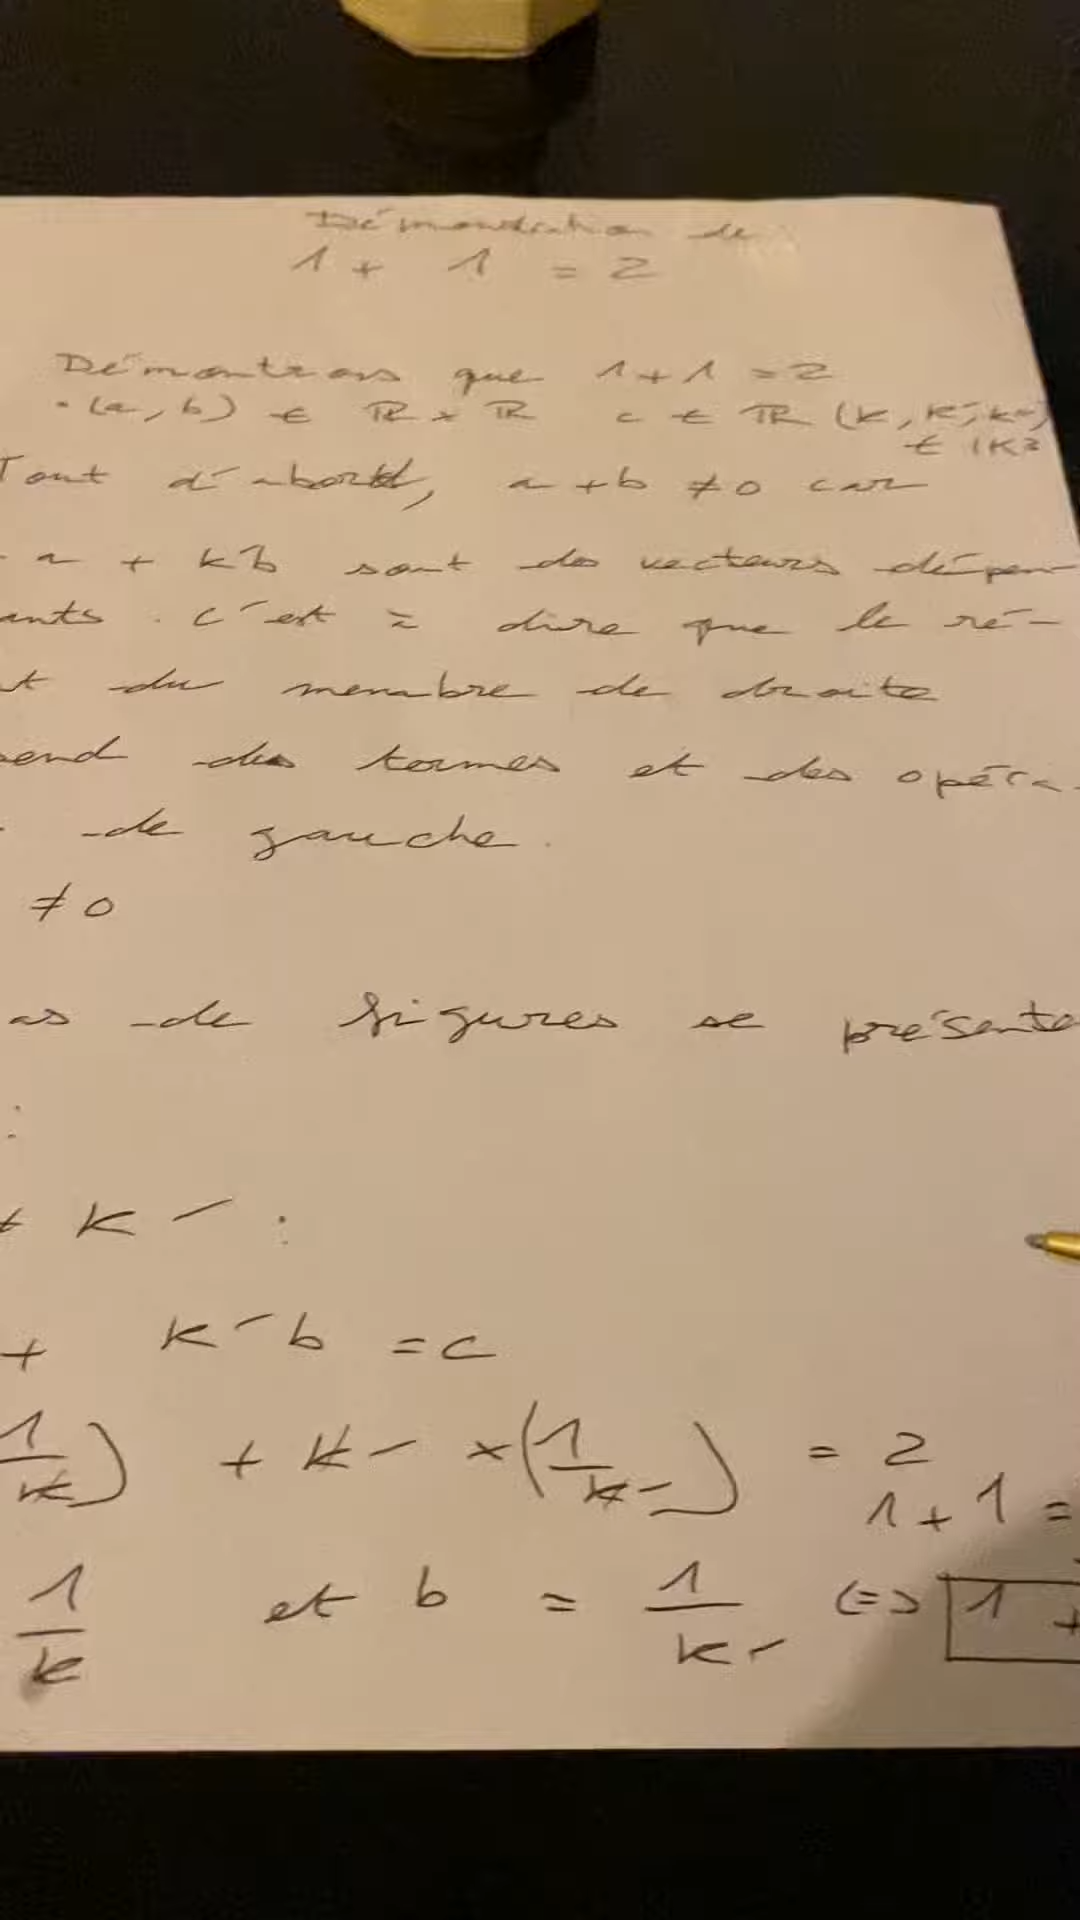 Démonstration de
1 + 1 = 2
Démontrons que 1+1 = 2
• (a, b) ∈ ℝ × ℝ c ∈ ℝ (k, k', k'')
∈ K³
Tout d'abord, a + b ≠ 0 car
a + kb sont des vecteurs dépen-
ants. c'est à dire que le ré-
t du membre de droite
end des termes et des opéra-
de gauche.
≠ 0
as de figures se présente
:
k' :
+ k'b = c
1/k) + k' × (1/k') = 2
1 + 1 =
1/k et b = 1/k' <=> 1 +